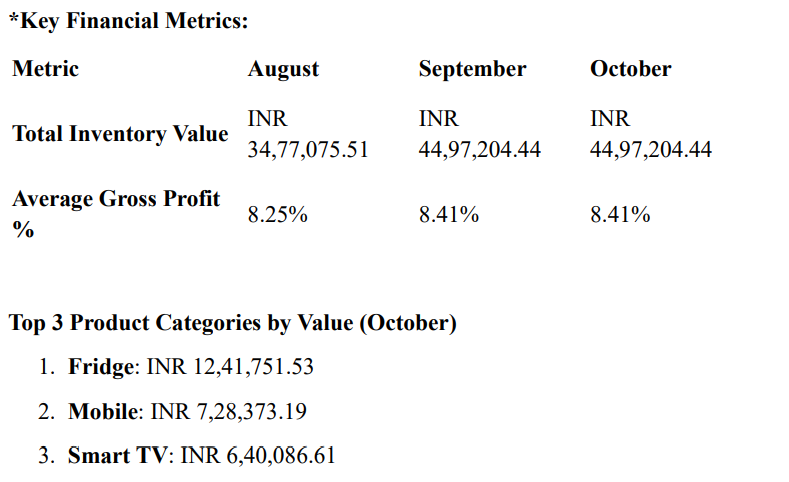 *Key Financial Metrics:
Metric August September October
Total Inventory Value INR 34,77,075.51 INR 44,97,204.44 INR 44,97,204.44
Average Gross Profit % 8.25% 8.41% 8.41%
Top 3 Product Categories by Value (October)
1. Fridge: INR 12,41,751.53
2. Mobile: INR 7,28,373.19
3. Smart TV: INR 6,40,086.61